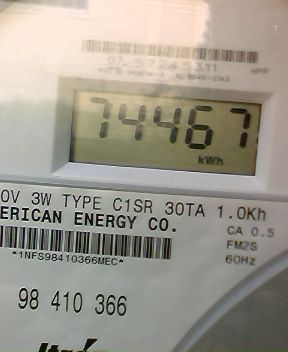 74467
kWh
0V 3W TYPE C1SR 30TA 1.0Kh
ERICAN ENERGY CO.
CA 0.5
FM2S
60Hz
*1NFS98410366MEC*
98 410 366